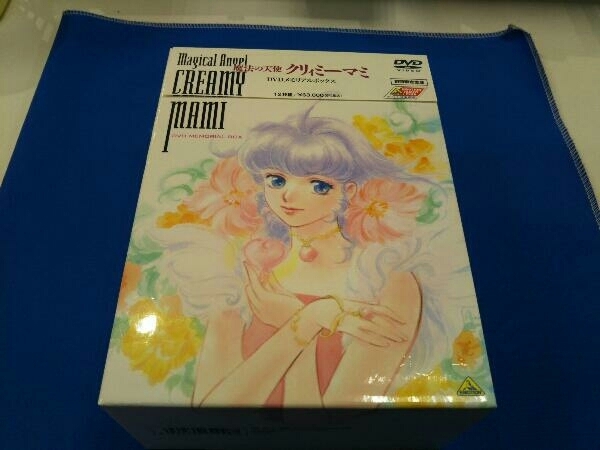 Magical Angel
CREAMY
MAMI
DVD MEMORIAL BOX
魔法の天使 クリィミーマミ
DVDメモリアルボックス
DVD
VIDEO